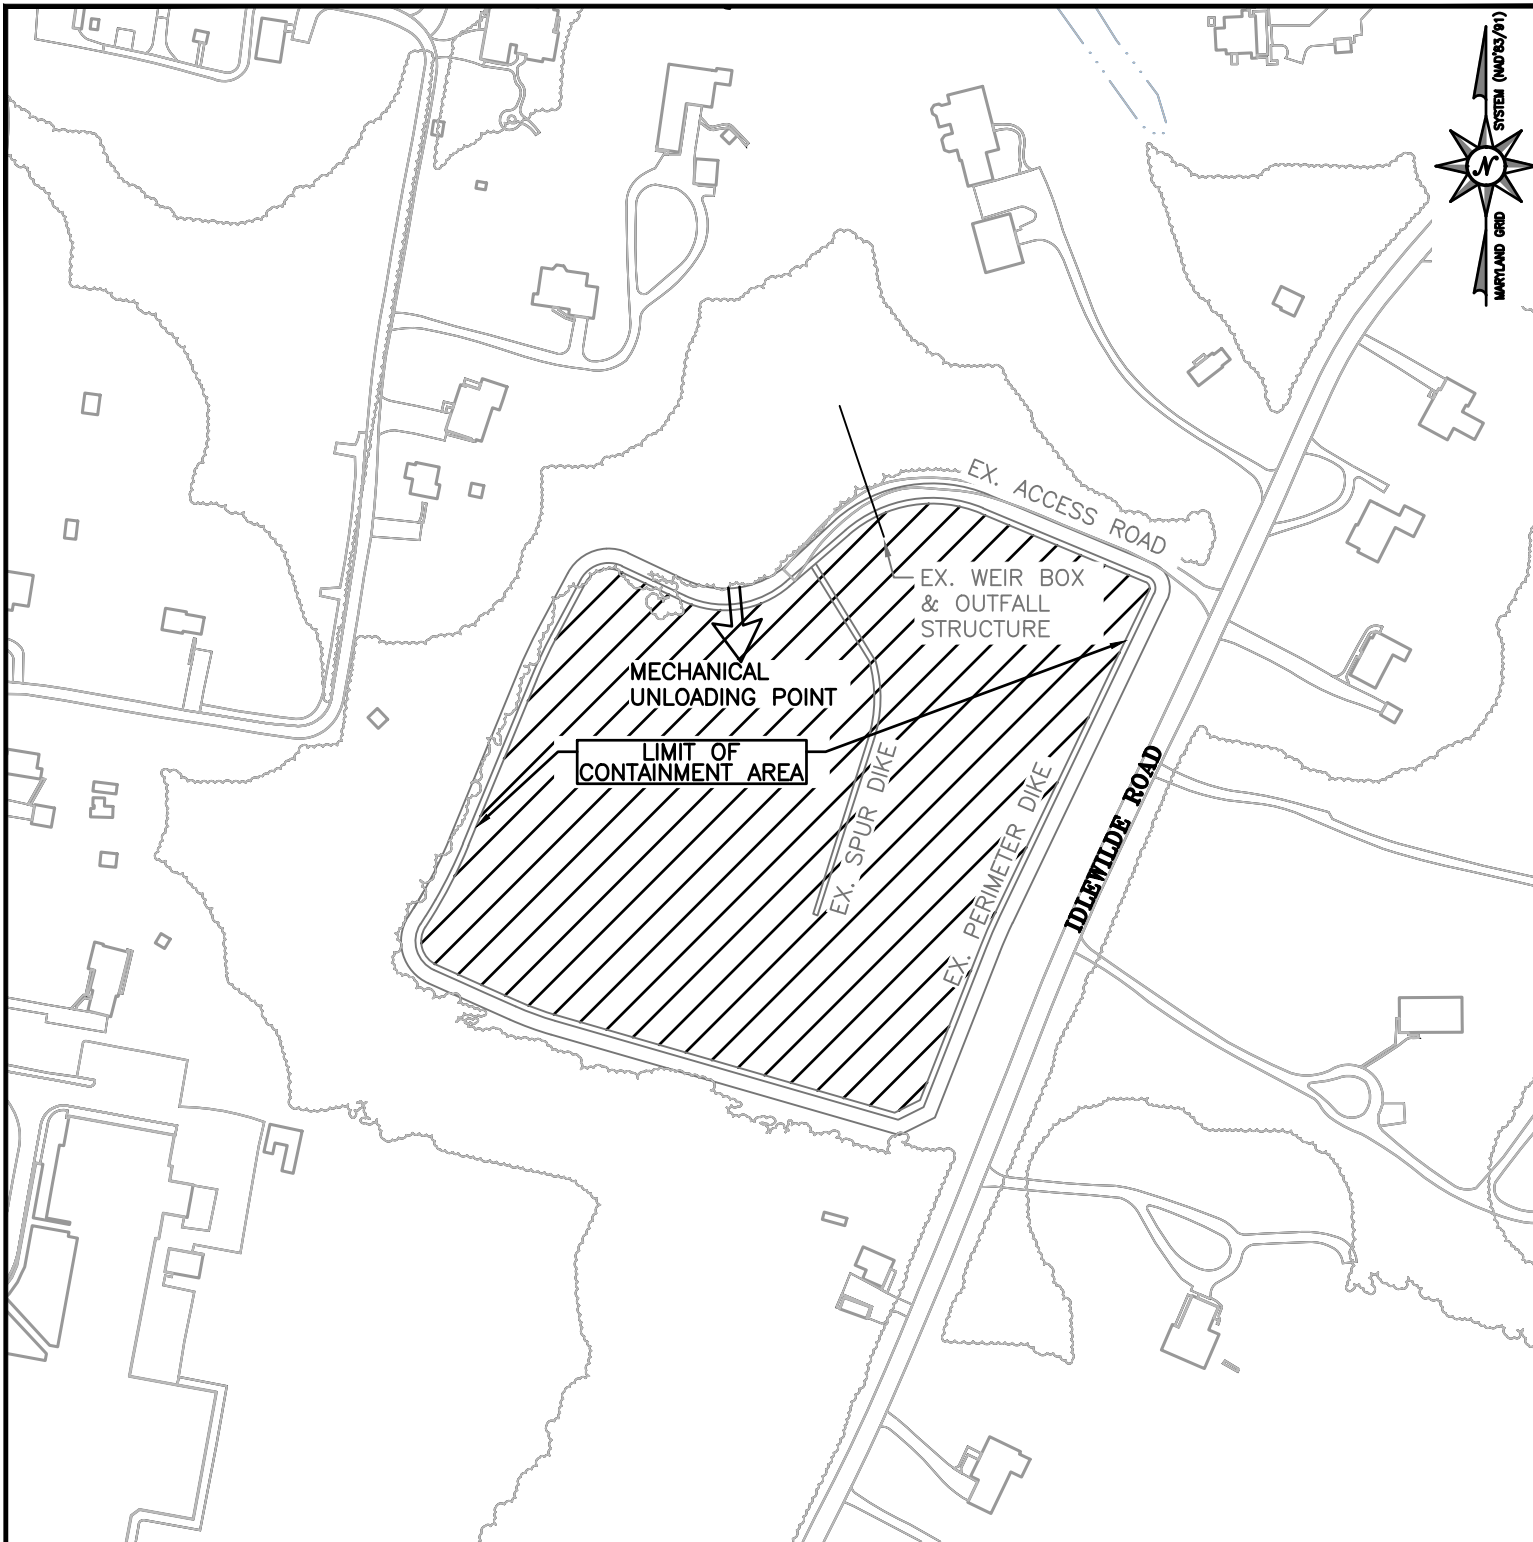 SYSTEM (NAD'83/91)
N
MARYLAND GRID
EX. ACCESS ROAD
EX. WEIR BOX
& OUTFALL
STRUCTURE
MECHANICAL
UNLOADING POINT
LIMIT OF
CONTAINMENT AREA
EX. SPUR DIKE
EX. PERIMETER DIKE
IDLEWILDE ROAD